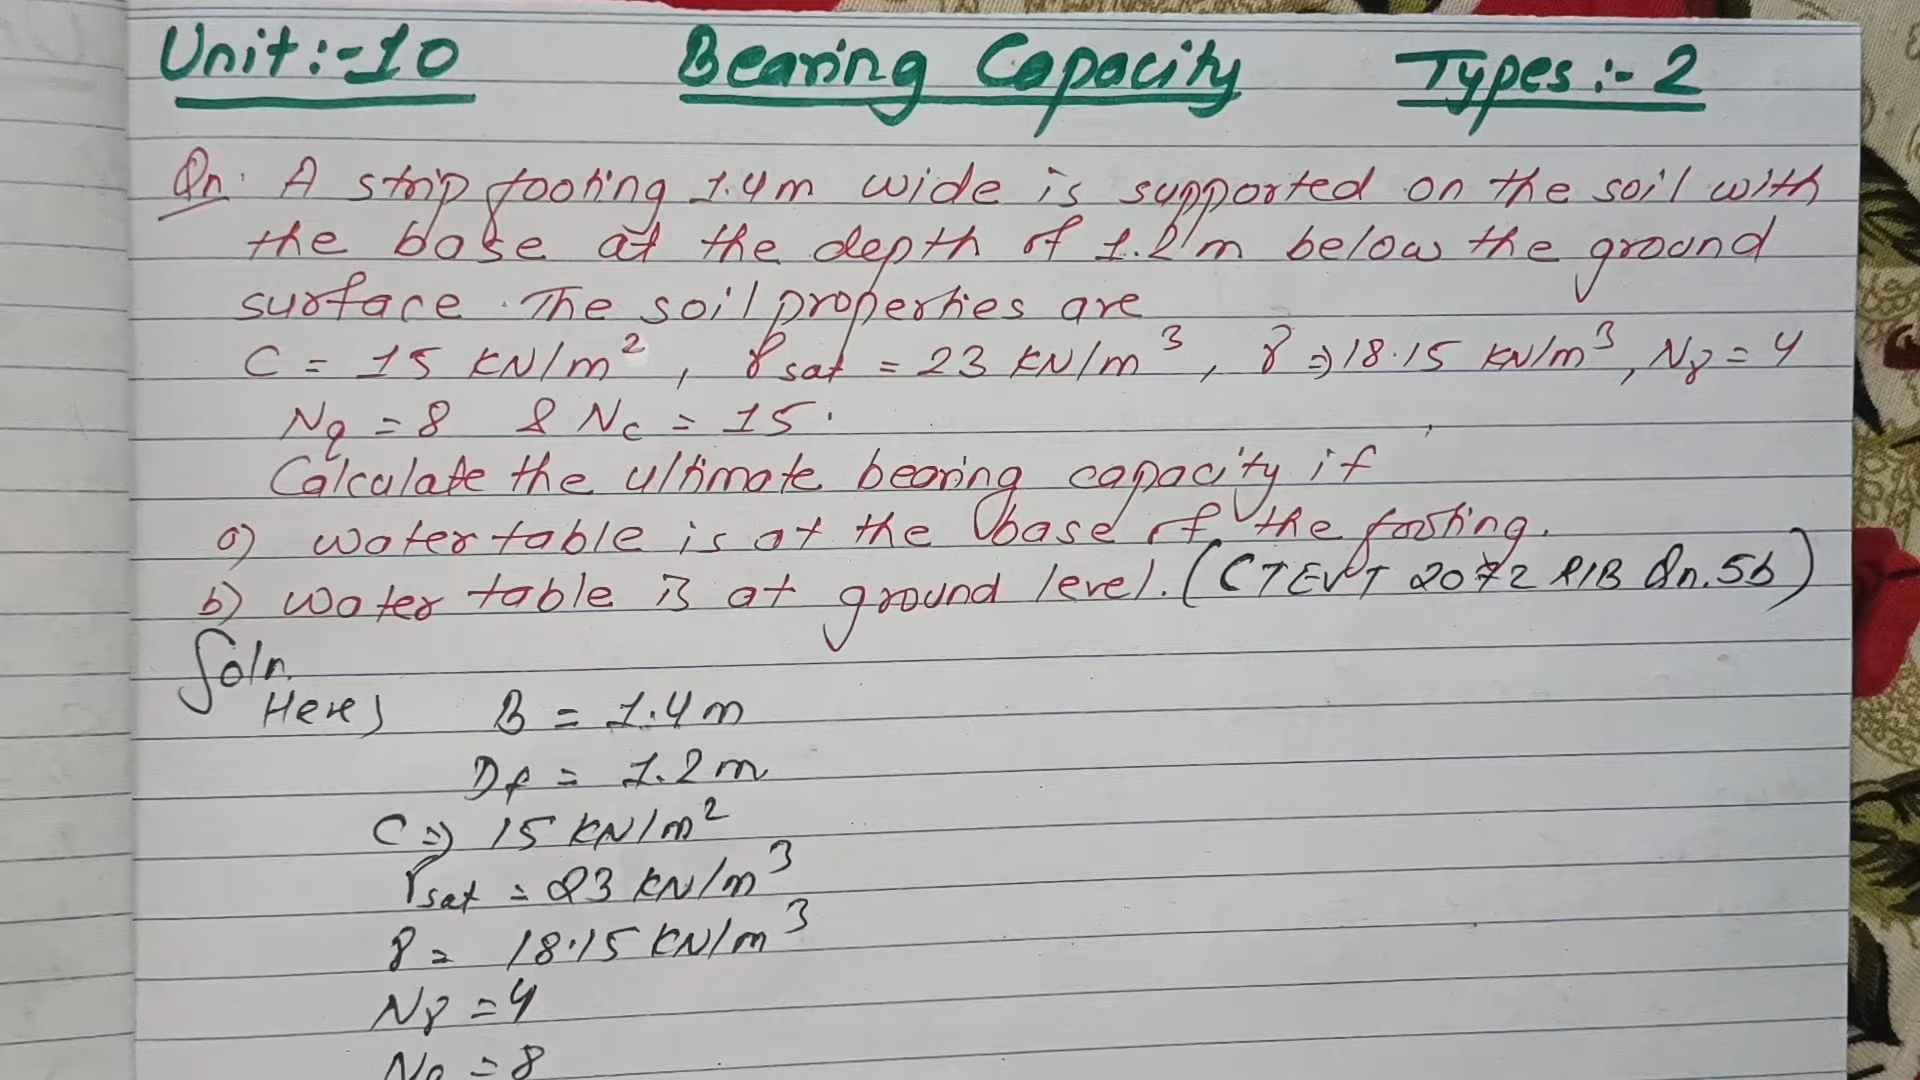 Unit:-10 Bearing Capacity Types:-2
Qn. A strip footing 1.4m wide is supported on the soil with
the base at the depth of 1.2m below the ground
surface. The soil properties are
C = 15 KN/m², γsat = 23 KN/m³, γ ⇒ 18.15 KN/m³, Nγ = 4
Nq = 8 & Nc = 15.
Calculate the ultimate bearing capacity if
a) water table is at the base of the footing.
b) water table is at ground level. (CTEVT 2072 R/B Qn.5b)
Soln.
Here, B = 1.4m
Df = 1.2m
C ⇒ 15 KN/m²
γsat = 23 KN/m³
γ = 18.15 KN/m³
Nγ = 4
Nq = 8